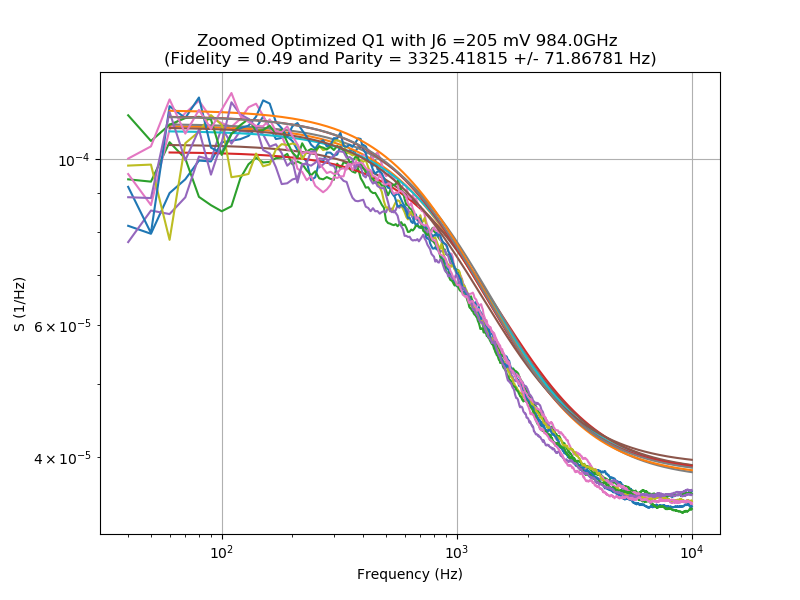 Zoomed Optimized Q1 with J6 =205 mV 984.0GHz
(Fidelity = 0.49 and Parity = 3325.41815 +/- 71.86781 Hz)
S (1/Hz)
10⁻⁴
6 × 10⁻⁵
4 × 10⁻⁵
10² 10³ 10⁴
Frequency (Hz)